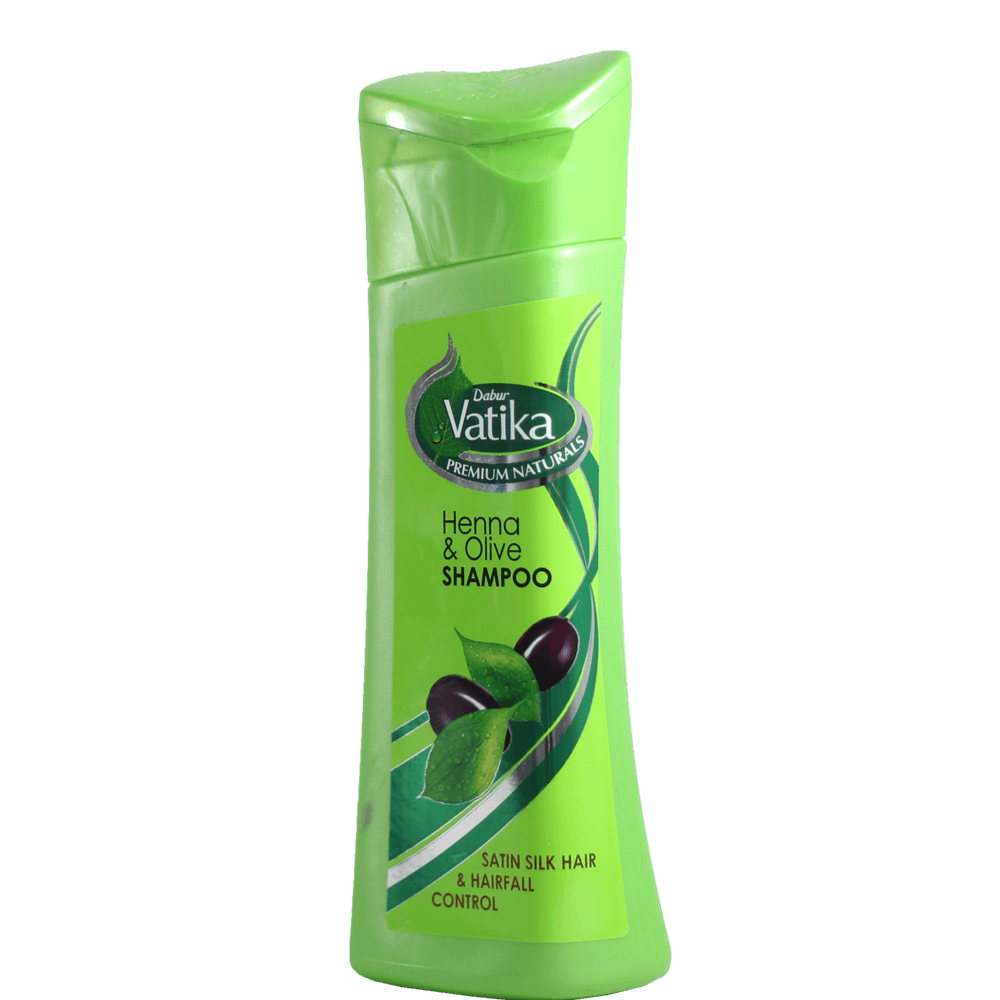 Dabur
Vatika
PREMIUM NATURALS
Henna
& Olive
SHAMPOO
SATIN SILK HAIR
& HAIRFALL
CONTROL